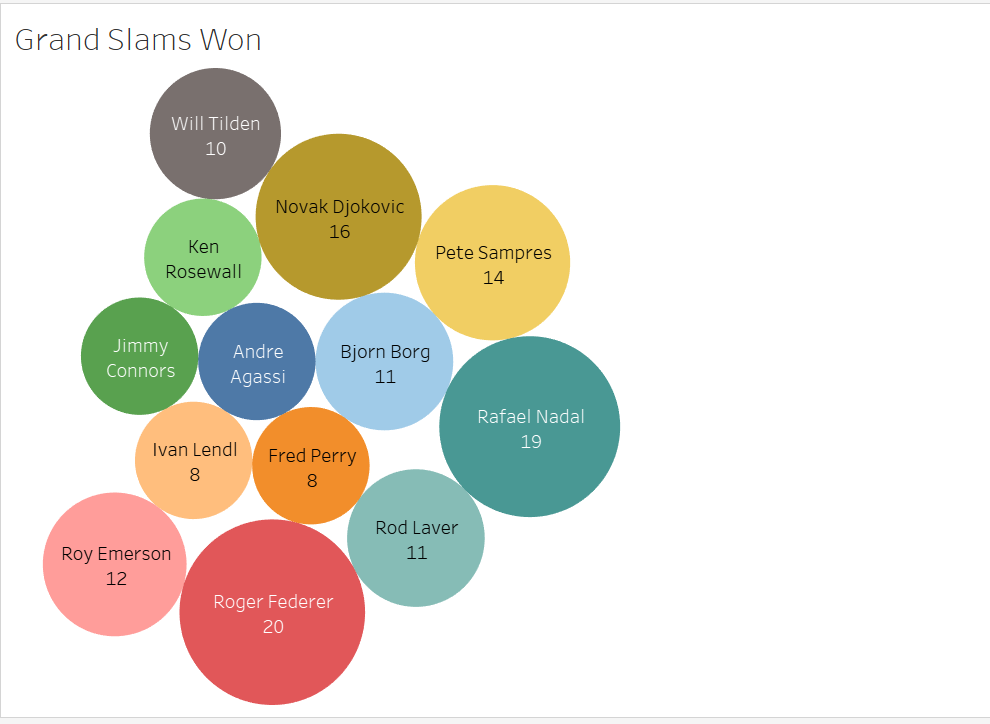 Grand Slams Won
Will Tilden
10
Novak Djokovic
16
Pete Sampres
14
Ken
Rosewall
Jimmy
Connors
Andre
Agassi
Bjorn Borg
11
Rafael Nadal
19
Ivan Lendl
8
Fred Perry
8
Rod Laver
11
Roy Emerson
12
Roger Federer
20